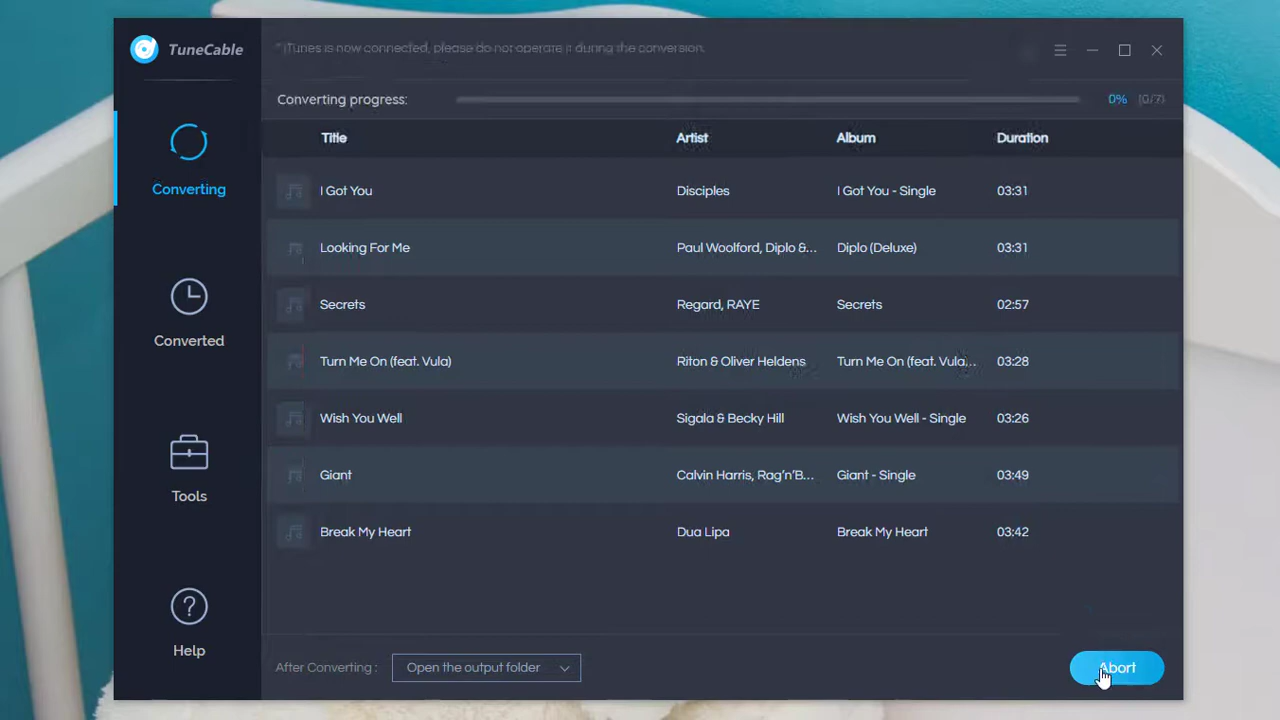 TuneCable
* iTunes is now connected, please do not operate it during the conversion.
Converting progress: 0% (0/7)
Title Artist Album Duration
I Got You Disciples I Got You - Single 03:31
Looking For Me Paul Woolford, Diplo &... Diplo (Deluxe) 03:31
Secrets Regard, RAYE Secrets 02:57
Turn Me On (feat. Vula) Riton & Oliver Heldens Turn Me On (feat. Vula... 03:28
Wish You Well Sigala & Becky Hill Wish You Well - Single 03:26
Giant Calvin Harris, Rag'n'B... Giant - Single 03:49
Break My Heart Dua Lipa Break My Heart 03:42
Converting
Converted
Tools
Help
After Converting : Open the output folder Abort